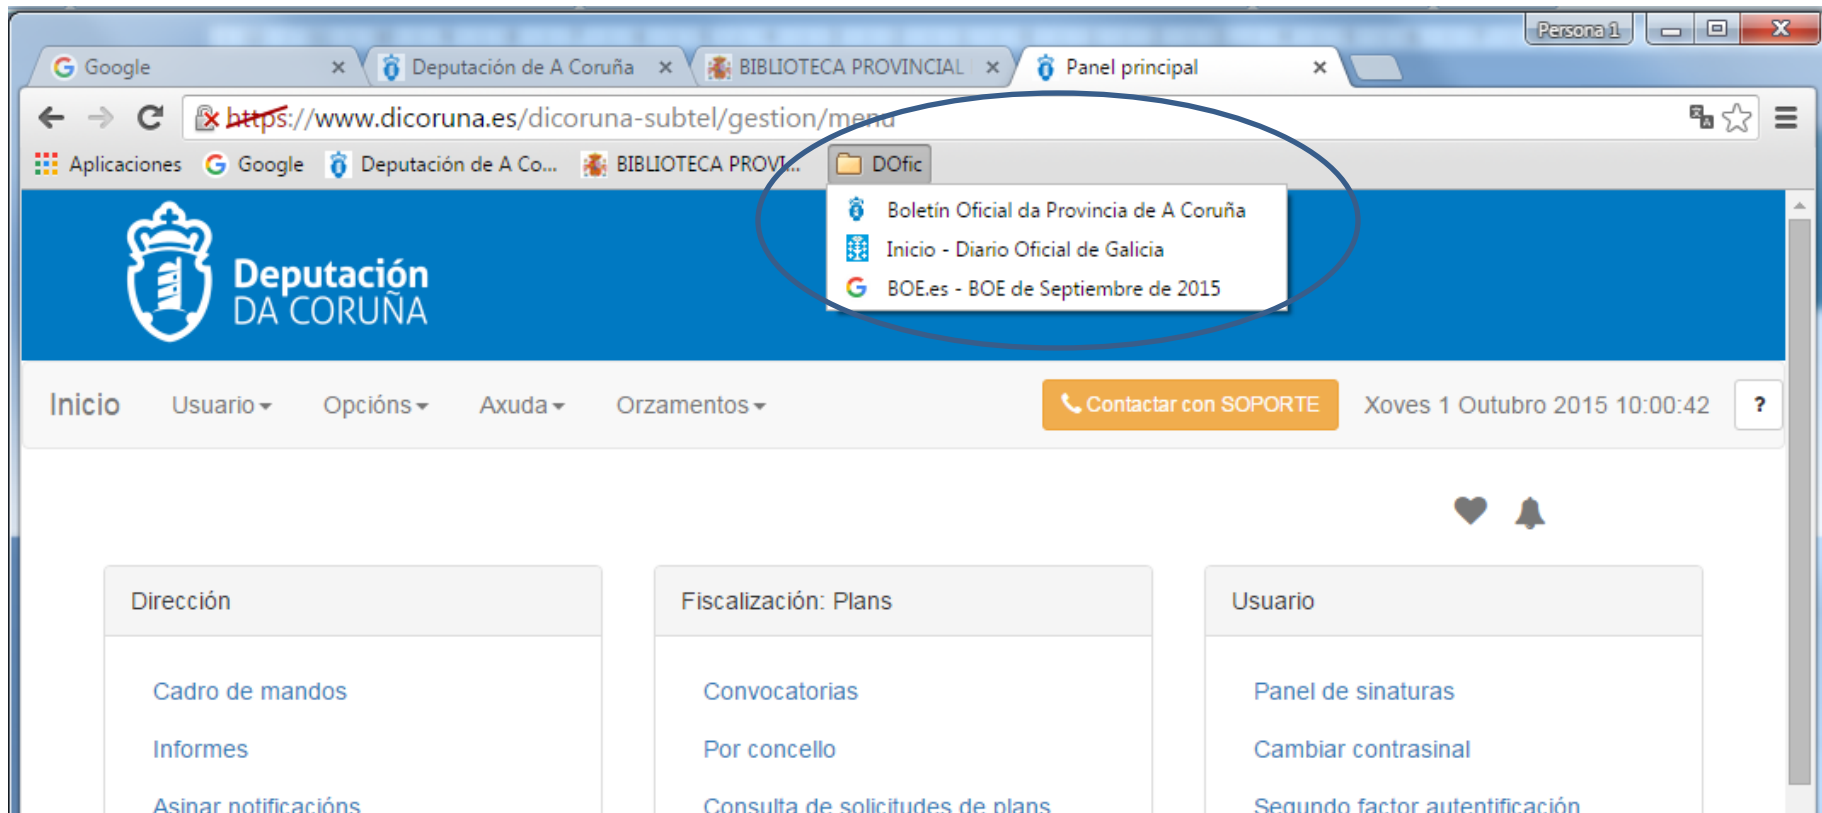 Persona 1
Google
Deputación de A Coruña
BIBLIOTECA PROVINCIAL
Panel principal
https://www.dicoruna.es/dicoruna-subtel/gestion/menu
Aplicaciones Google Deputación de A Co... BIBLIOTECA PROVI... DOfic
Boletín Oficial da Provincia de A Coruña
Inicio - Diario Oficial de Galicia
BOE.es - BOE de Septiembre de 2015
Deputación
DA CORUÑA
Inicio Usuario Opcións Axuda Orzamentos Contactar con SOPORTE Xoves 1 Outubro 2015 10:00:42 ?
Dirección
Cadro de mandos
Informes
Asinar notificacións
Fiscalización: Plans
Convocatorias
Por concello
Consulta de solicitudes de plans
Usuario
Panel de sinaturas
Cambiar contrasinal
Segundo factor autentificación